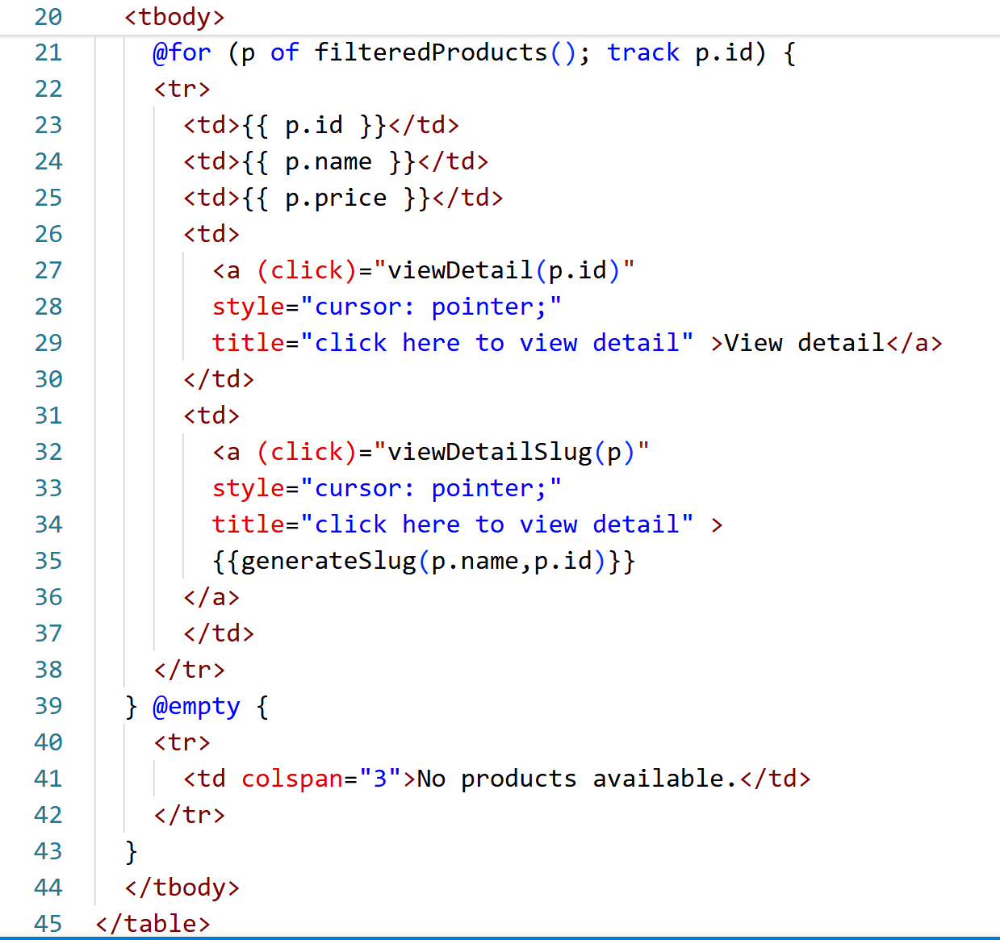 20 <tbody>
21 @for (p of filteredProducts(); track p.id) {
22 <tr>
23 <td>{{ p.id }}</td>
24 <td>{{ p.name }}</td>
25 <td>{{ p.price }}</td>
26 <td>
27 <a (click)="viewDetail(p.id)"
28 style="cursor: pointer;"
29 title="click here to view detail" >View detail</a>
30 </td>
31 <td>
32 <a (click)="viewDetailSlug(p)"
33 style="cursor: pointer;"
34 title="click here to view detail" >
35 {{generateSlug(p.name,p.id)}}
36 </a>
37 </td>
38 </tr>
39 } @empty {
40 <tr>
41 <td colspan="3">No products available.</td>
42 </tr>
43 }
44 </tbody>
45 </table>